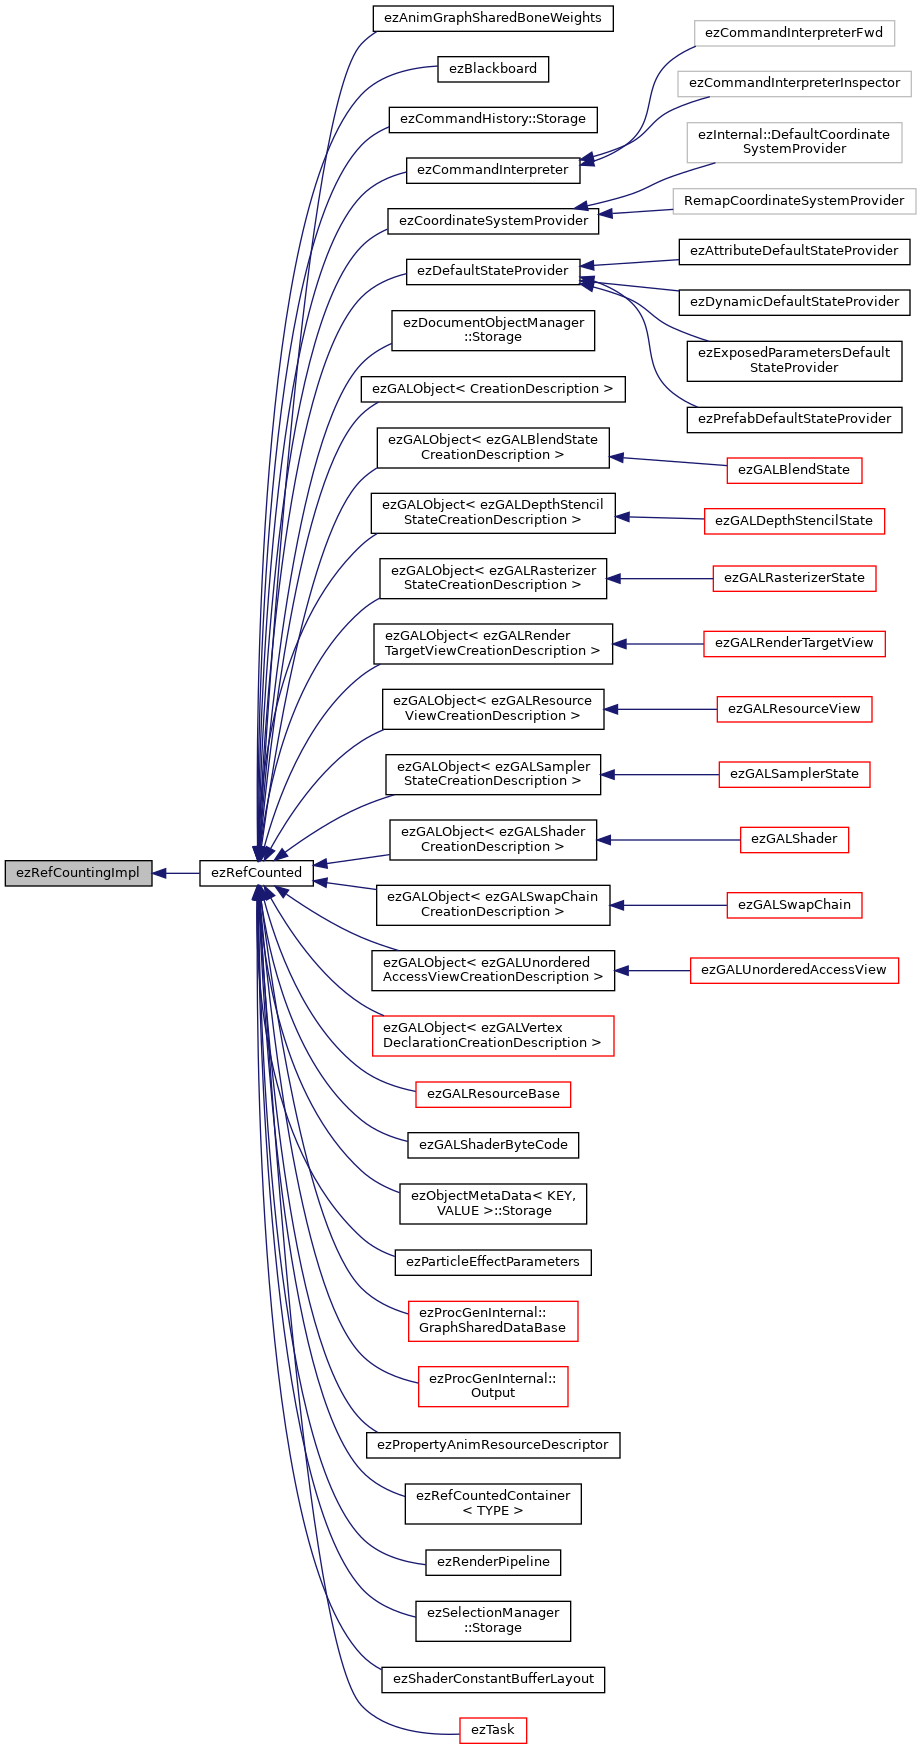 ezAnimGraphSharedBoneWeights
ezCommandInterpreterFwd
ezBlackboard
ezCommandInterpreterInspector
ezCommandHistory::Storage
ezInternal::DefaultCoordinate
SystemProvider
ezCommandInterpreter
RemapCoordinateSystemProvider
ezCoordinateSystemProvider
ezAttributeDefaultStateProvider
ezDefaultStateProvider
ezDynamicDefaultStateProvider
ezDocumentObjectManager
::Storage
ezExposedParametersDefault
StateProvider
ezGALObject< CreationDescription >
ezPrefabDefaultStateProvider
ezGALObject< ezGALBlendState
CreationDescription >
ezGALBlendState
ezGALObject< ezGALDepthStencil
StateCreationDescription >
ezGALDepthStencilState
ezGALObject< ezGALRasterizer
StateCreationDescription >
ezGALRasterizerState
ezGALObject< ezGALRender
TargetViewCreationDescription >
ezGALRenderTargetView
ezGALObject< ezGALResource
ViewCreationDescription >
ezGALResourceView
ezGALObject< ezGALSampler
StateCreationDescription >
ezGALSamplerState
ezGALObject< ezGALShader
CreationDescription >
ezGALShader
ezRefCountingImpl
ezRefCounted
ezGALObject< ezGALSwapChain
CreationDescription >
ezGALSwapChain
ezGALObject< ezGALUnordered
AccessViewCreationDescription >
ezGALUnorderedAccessView
ezGALObject< ezGALVertex
DeclarationCreationDescription >
ezGALResourceBase
ezGALShaderByteCode
ezObjectMetaData< KEY,
VALUE >::Storage
ezParticleEffectParameters
ezProcGenInternal::
GraphSharedDataBase
ezProcGenInternal::
Output
ezPropertyAnimResourceDescriptor
ezRefCountedContainer
< TYPE >
ezRenderPipeline
ezSelectionManager
::Storage
ezShaderConstantBufferLayout
ezTask